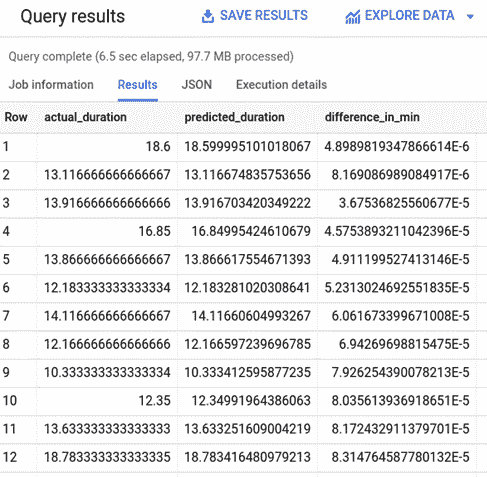 Query results SAVE RESULTS EXPLORE DATA
Query complete (6.5 sec elapsed, 97.7 MB processed)
Job information Results JSON Execution details
Row actual_duration predicted_duration difference_in_min
1 18.6 18.599995101018067 4.8989819347866614E-6
2 13.116666666666667 13.116674835753656 8.169086989084917E-6
3 13.916666666666666 13.916703420349222 3.67536825560677E-5
4 16.85 16.84995424610679 4.5753893211042396E-5
5 13.866666666666667 13.866617554671393 4.911199527413146E-5
6 12.183333333333334 12.183281020308641 5.2313024692551835E-5
7 14.116666666666667 14.11660604993267 6.061673399671008E-5
8 12.166666666666666 12.166597239696785 6.94269698815475E-5
9 10.333333333333334 10.333412595877235 7.926254390078213E-5
10 12.35 12.34991964386063 8.035613936918651E-5
11 13.633333333333333 13.633251609004219 8.172432911379701E-5
12 18.783333333333335 18.783416480979213 8.314764587780132E-5